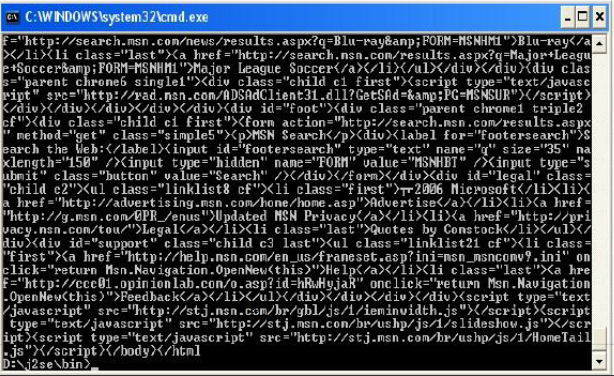 C:\WINDOWS\system32\cmd.exe
f="http://search.msn.com/news/results.aspx?q=Blu-ray&amp;FORM=MSNHM1">Blu-ray</a
></li><li class="last"><a href="http://search.msn.com/results.aspx?q=Major+Leagu
e+Soccer&amp;FORM=MSNHM1">Major League Soccer</a></li></ul></div></div><div clas
s="parent chrome6 single1"><div class="child c1 first"><script type="text/javasc
ript" src="http://rad.msn.com/ADSAdClient31.dll?GetSAd=&amp;PG=MSNSUR"></script>
</div></div></div></div></div><div id="foot"><div class="parent chrome1 triple2
cf"><div class="child c1 first"><form action="http://search.msn.com/results.aspx
" method="get" class="simple5"><p>MSN Search</p><div><label for="footersearch">S
earch the Web:</label><input id="footersearch" type="text" name="q" size="35" ma
xlength="150" /><input type="hidden" name="FORM" value="MSNHBT" /><input type="s
ubmit" class="button" value="Search" /></div></form></div><div id="legal" class=
"child c2"><ul class="linklist8 cf"><li class="first">┬⌐2006 Microsoft</li><li><
a href="http://advertising.msn.com/home/home.asp">Advertise</a></li><li><a href=
"http://g.msn.com/0PR_/enus">Updated MSN Privacy</a></li><li><a href="http://pri
vacy.msn.com/tou/">Legal</a></li><li class="last">Quotes by Comstock</li></ul></
div><div id="support" class="child c3 last"><ul class="linklist21 cf"><li class=
"first"><a href="http://help.msn.com/en_us/frameset.asp?ini=msn_msnconv9.ini" on
click="return Msn.Navigation.OpenNew(this)">Help</a></li><li class="last"><a hre
f="http://ccc01.opinionlab.com/o.asp?id=hRwHyjaR" onclick="return Msn.Navigation
.OpenNew(this)">Feedback</a></li></ul></div></div></div><script type="text
/javascript" src="http://stj.msn.com/br/gbl/js/1/ieminwidth.js"></script><script
 type="text/javascript" src="http://stj.msn.com/br/ushp/js/1/slideshow.js"></scr
ipt><script type="text/javascript" src="http://stj.msn.com/br/ushp/js/1/HomeTail
.js"></script></body></html
D:\j2se\bin>_